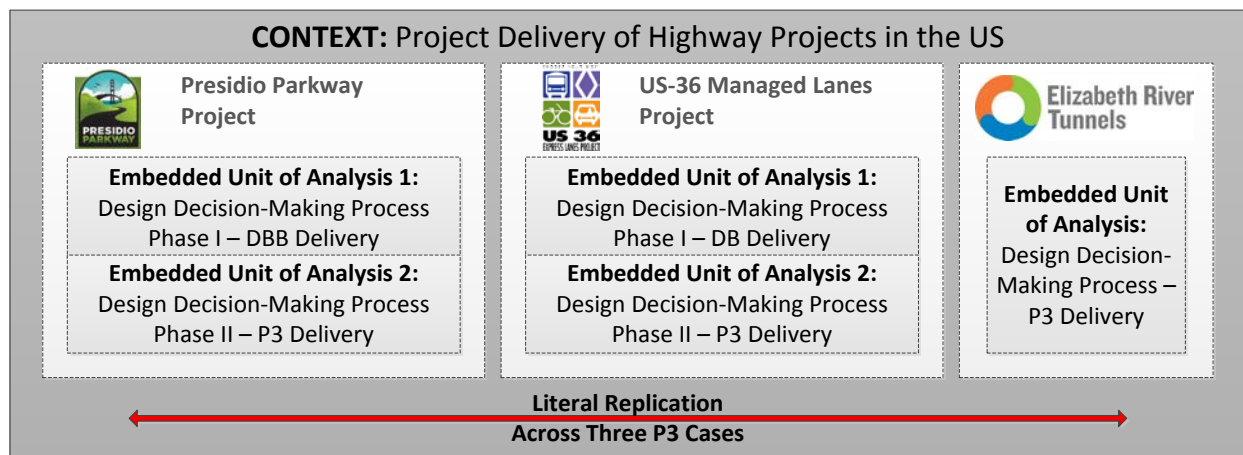 CONTEXT: Project Delivery of Highway Projects in the US
PRESIDIO
PARKWAY
Presidio Parkway
Project
US 36
EXPRESS LANES PROJECT
US-36 Managed Lanes
Project
Elizabeth River
Tunnels
Embedded Unit of Analysis 1:
Design Decision-Making Process
Phase I – DBB Delivery
Embedded Unit of Analysis 2:
Design Decision-Making Process
Phase II – P3 Delivery
Embedded Unit of Analysis 1:
Design Decision-Making Process
Phase I – DB Delivery
Embedded Unit of Analysis 2:
Design Decision-Making Process
Phase II – P3 Delivery
Embedded Unit
of Analysis:
Design Decision-
Making Process –
P3 Delivery
Literal Replication
Across Three P3 Cases